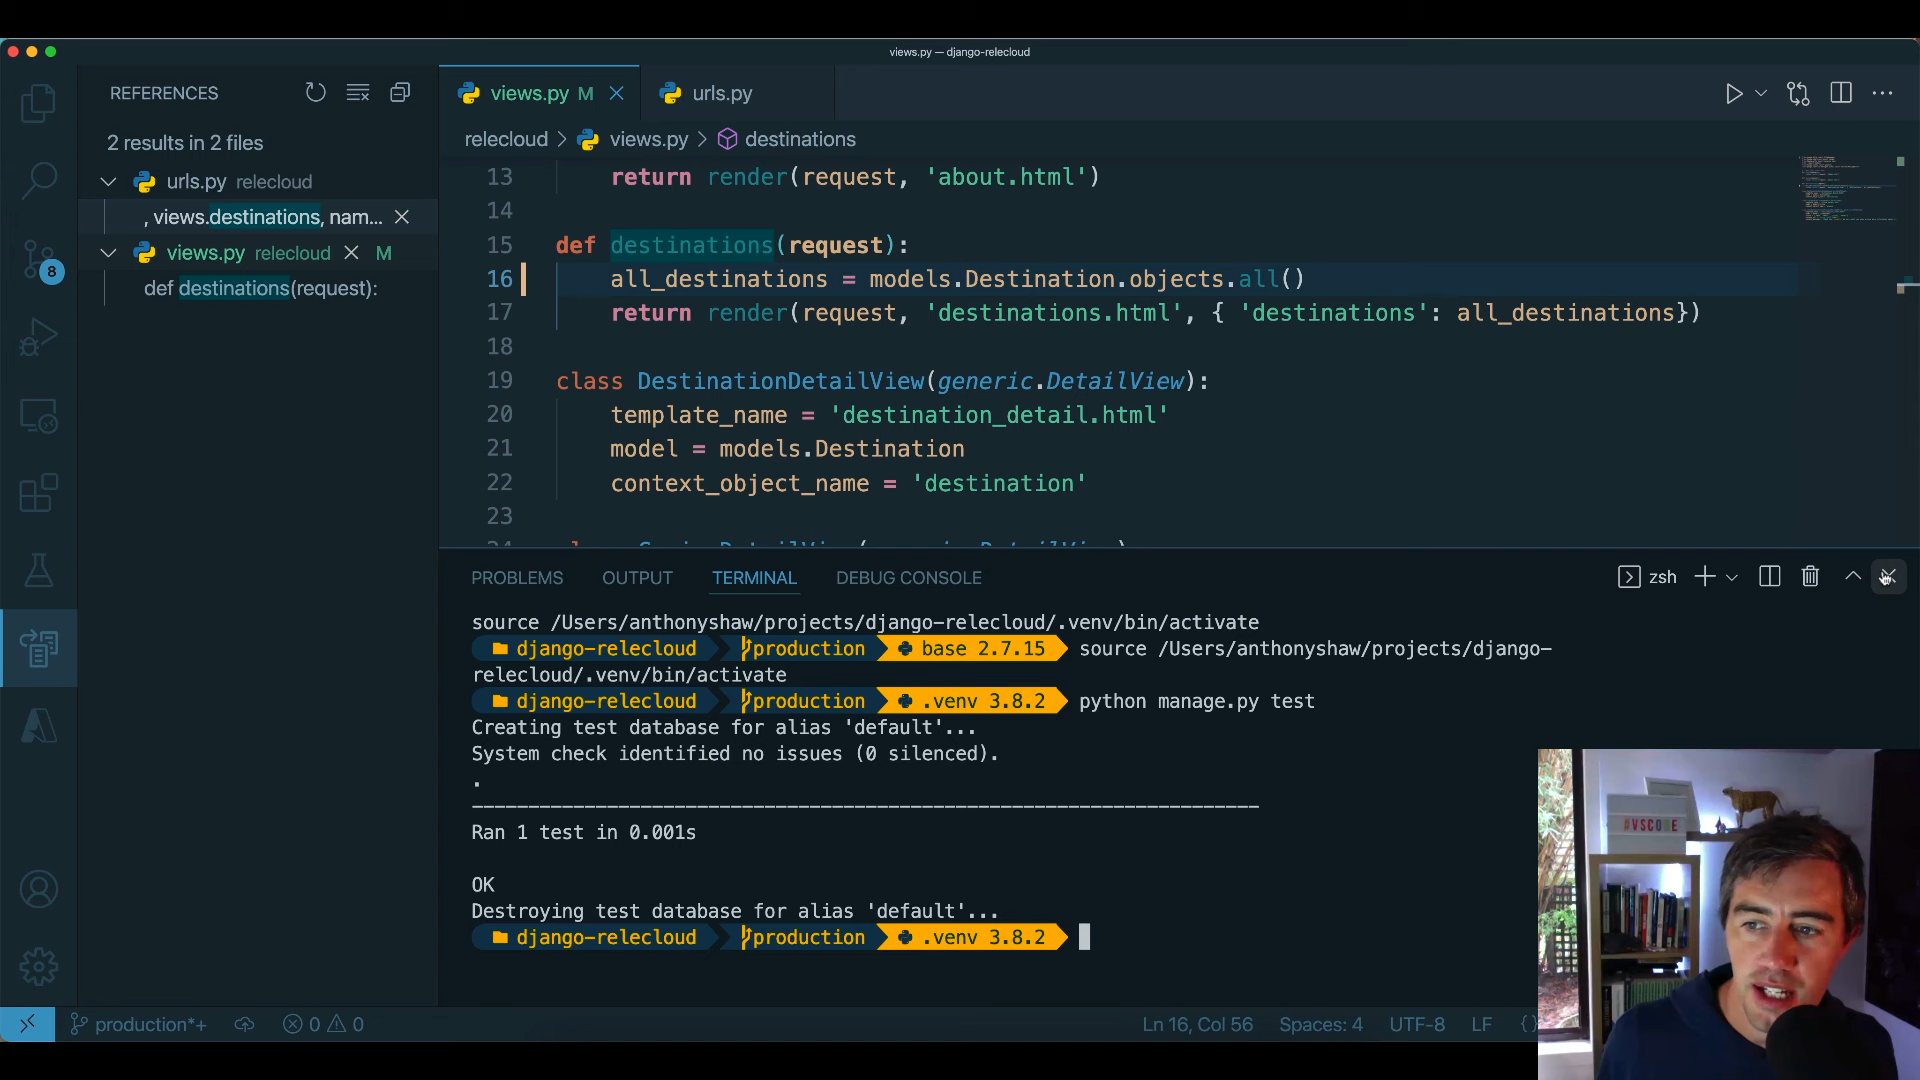 views.py — django-relecloud
REFERENCES
2 results in 2 files
urls.py relecloud
, views.destinations, nam...
views.py relecloud M
def destinations(request):
8
views.py M
urls.py
relecloud > views.py > destinations
13 return render(request, 'about.html')
14
15 def destinations(request):
16 all_destinations = models.Destination.objects.all()
17 return render(request, 'destinations.html', { 'destinations': all_destinations})
18
19 class DestinationDetailView(generic.DetailView):
20 template_name = 'destination_detail.html'
21 model = models.Destination
22 context_object_name = 'destination'
23
PROBLEMS OUTPUT TERMINAL DEBUG CONSOLE
zsh
source /Users/anthonyshaw/projects/django-relecloud/.venv/bin/activate
django-relecloud production base 2.7.15 source /Users/anthonyshaw/projects/django-
relecloud/.venv/bin/activate
django-relecloud production .venv 3.8.2 python manage.py test
Creating test database for alias 'default'...
System check identified no issues (0 silenced).
.
----------------------------------------------------------------------
Ran 1 test in 0.001s
OK
Destroying test database for alias 'default'...
django-relecloud production .venv 3.8.2
#VSCODE
production*+ 0 0 Ln 16, Col 56 Spaces: 4 UTF-8 LF {}